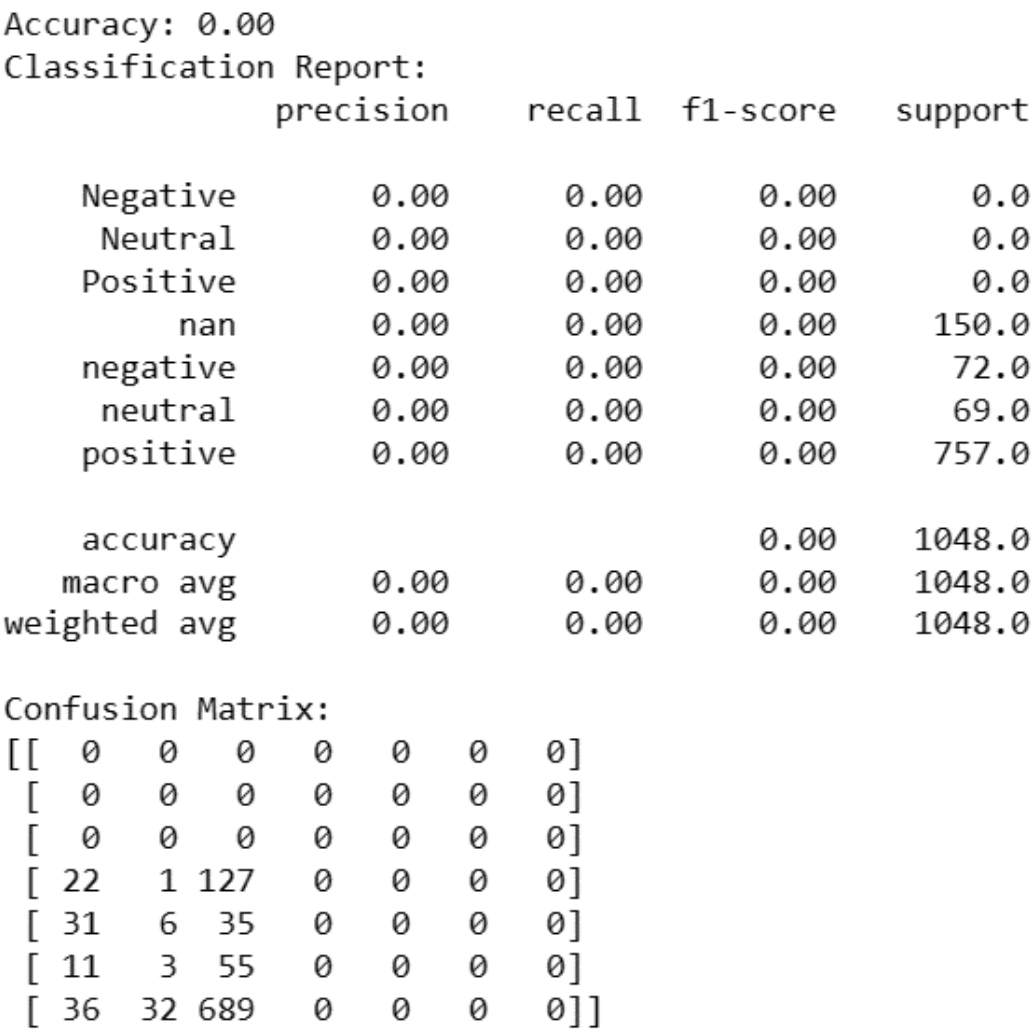 Accuracy: 0.00
Classification Report:
              precision    recall  f1-score   support

    Negative       0.00      0.00      0.00       0.0
     Neutral       0.00      0.00      0.00       0.0
    Positive       0.00      0.00      0.00       0.0
         nan       0.00      0.00      0.00     150.0
    negative       0.00      0.00      0.00      72.0
     neutral       0.00      0.00      0.00      69.0
    positive       0.00      0.00      0.00     757.0

    accuracy                           0.00    1048.0
   macro avg       0.00      0.00      0.00    1048.0
weighted avg       0.00      0.00      0.00    1048.0

Confusion Matrix:
[[  0   0   0   0   0   0   0]
 [  0   0   0   0   0   0   0]
 [  0   0   0   0   0   0   0]
 [ 22   1 127   0   0   0   0]
 [ 31   6  35   0   0   0   0]
 [ 11   3  55   0   0   0   0]
 [ 36  32 689   0   0   0   0]]